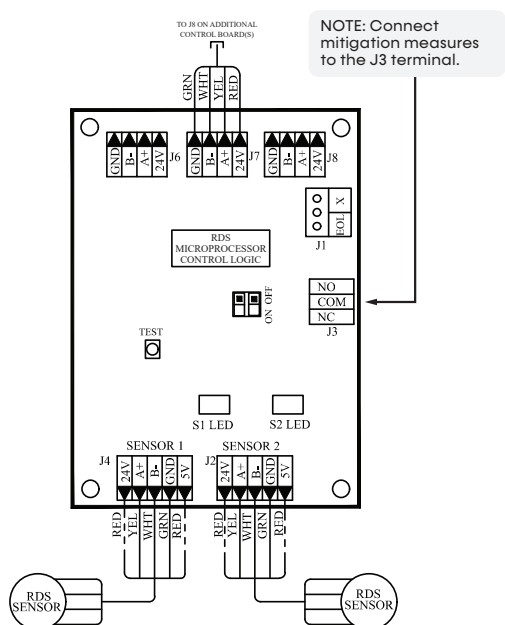 TO J8 ON ADDITIONAL
CONTROL BOARD(S)
NOTE: Connect
mitigation measures
to the J3 terminal.
GRN
WHT
YEL
RED
GND
B-
A+
24V
J6
GND
B-
A+
24V
J7
GND
B-
A+
24V
J8
X
EOL
J1
RDS
MICROPROCESSOR
CONTROL LOGIC
ON OFF
NO
COM
NC
J3
TEST
S1 LED
S2 LED
SENSOR 1
SENSOR 2
J4
24V
A+
B-
GND
5V
J2
24V
A+
B-
GND
5V
RED
YEL
WHT
GRN
RED
RED
YEL
WHT
GRN
RED
RDS
SENSOR
RDS
SENSOR